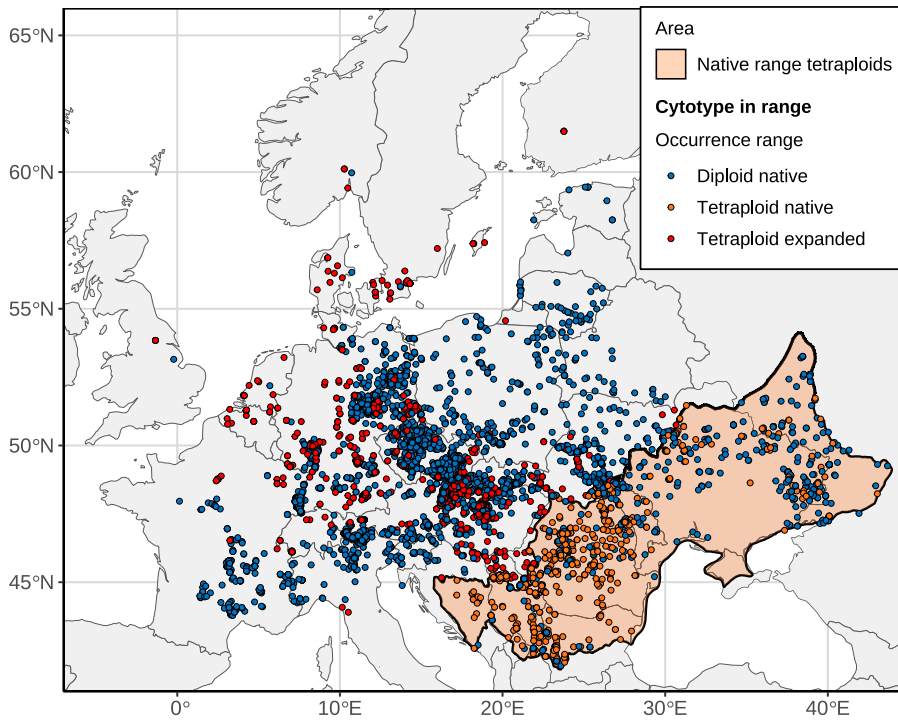 65°N
60°N
55°N
50°N
45°N
0°
10°E
20°E
30°E
40°E
Area
Native range tetraploids
Cytotype in range
Occurrence range
Diploid native
Tetraploid native
Tetraploid expanded